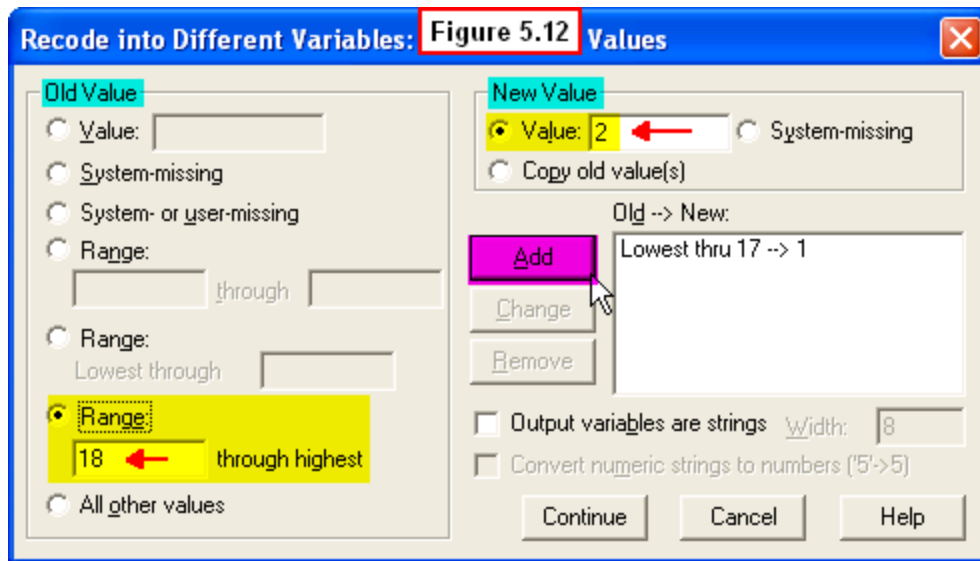 Recode into Different Variables: Figure 5.12 Values
Old Value
Value:
System-missing
System- or user-missing
Range:
through
Range:
Lowest through
Range:
18 through highest
All other values
New Value
Value: 2 System-missing
Copy old value(s)
Old --> New:
Add
Change
Remove
Lowest thru 17 --> 1
Output variables are strings Width: 8
Convert numeric strings to numbers ('5'->5)
Continue Cancel Help